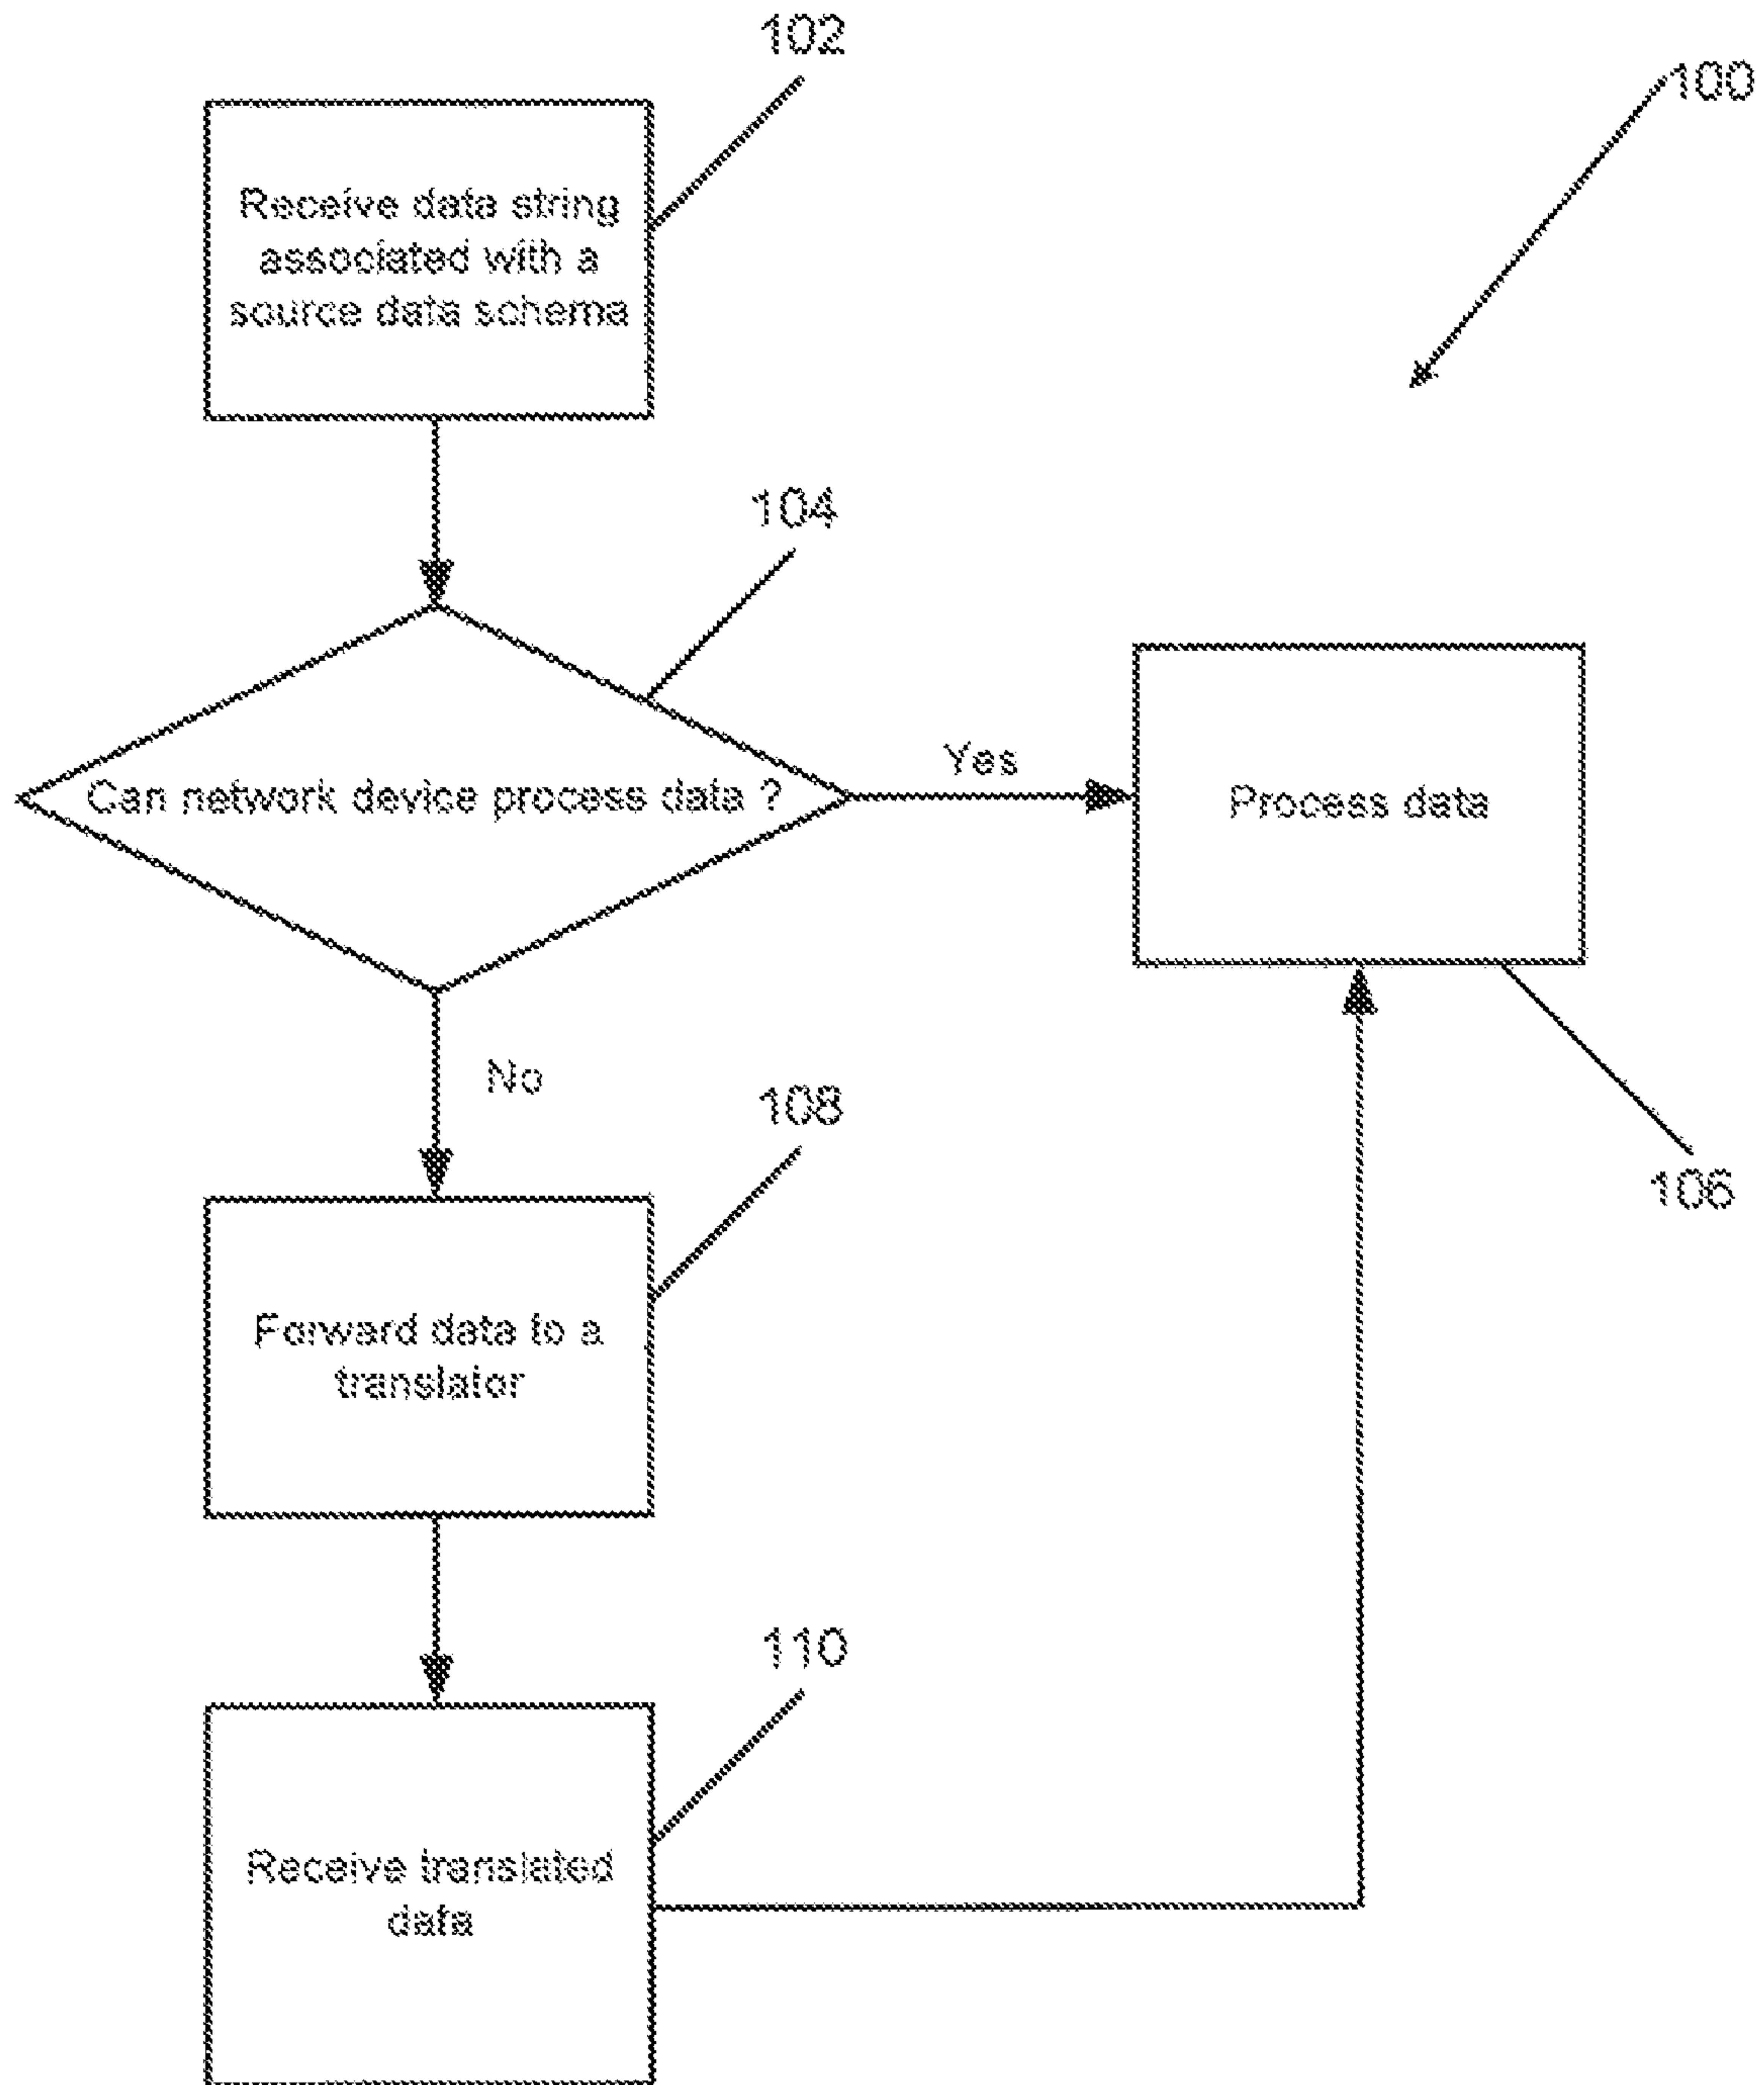 102
100
Receive data string
associated with a
source data schema
104
Can network device process data ?
Yes
Process data
No
108
106
Forward data to a
translator
110
Receive translated
data